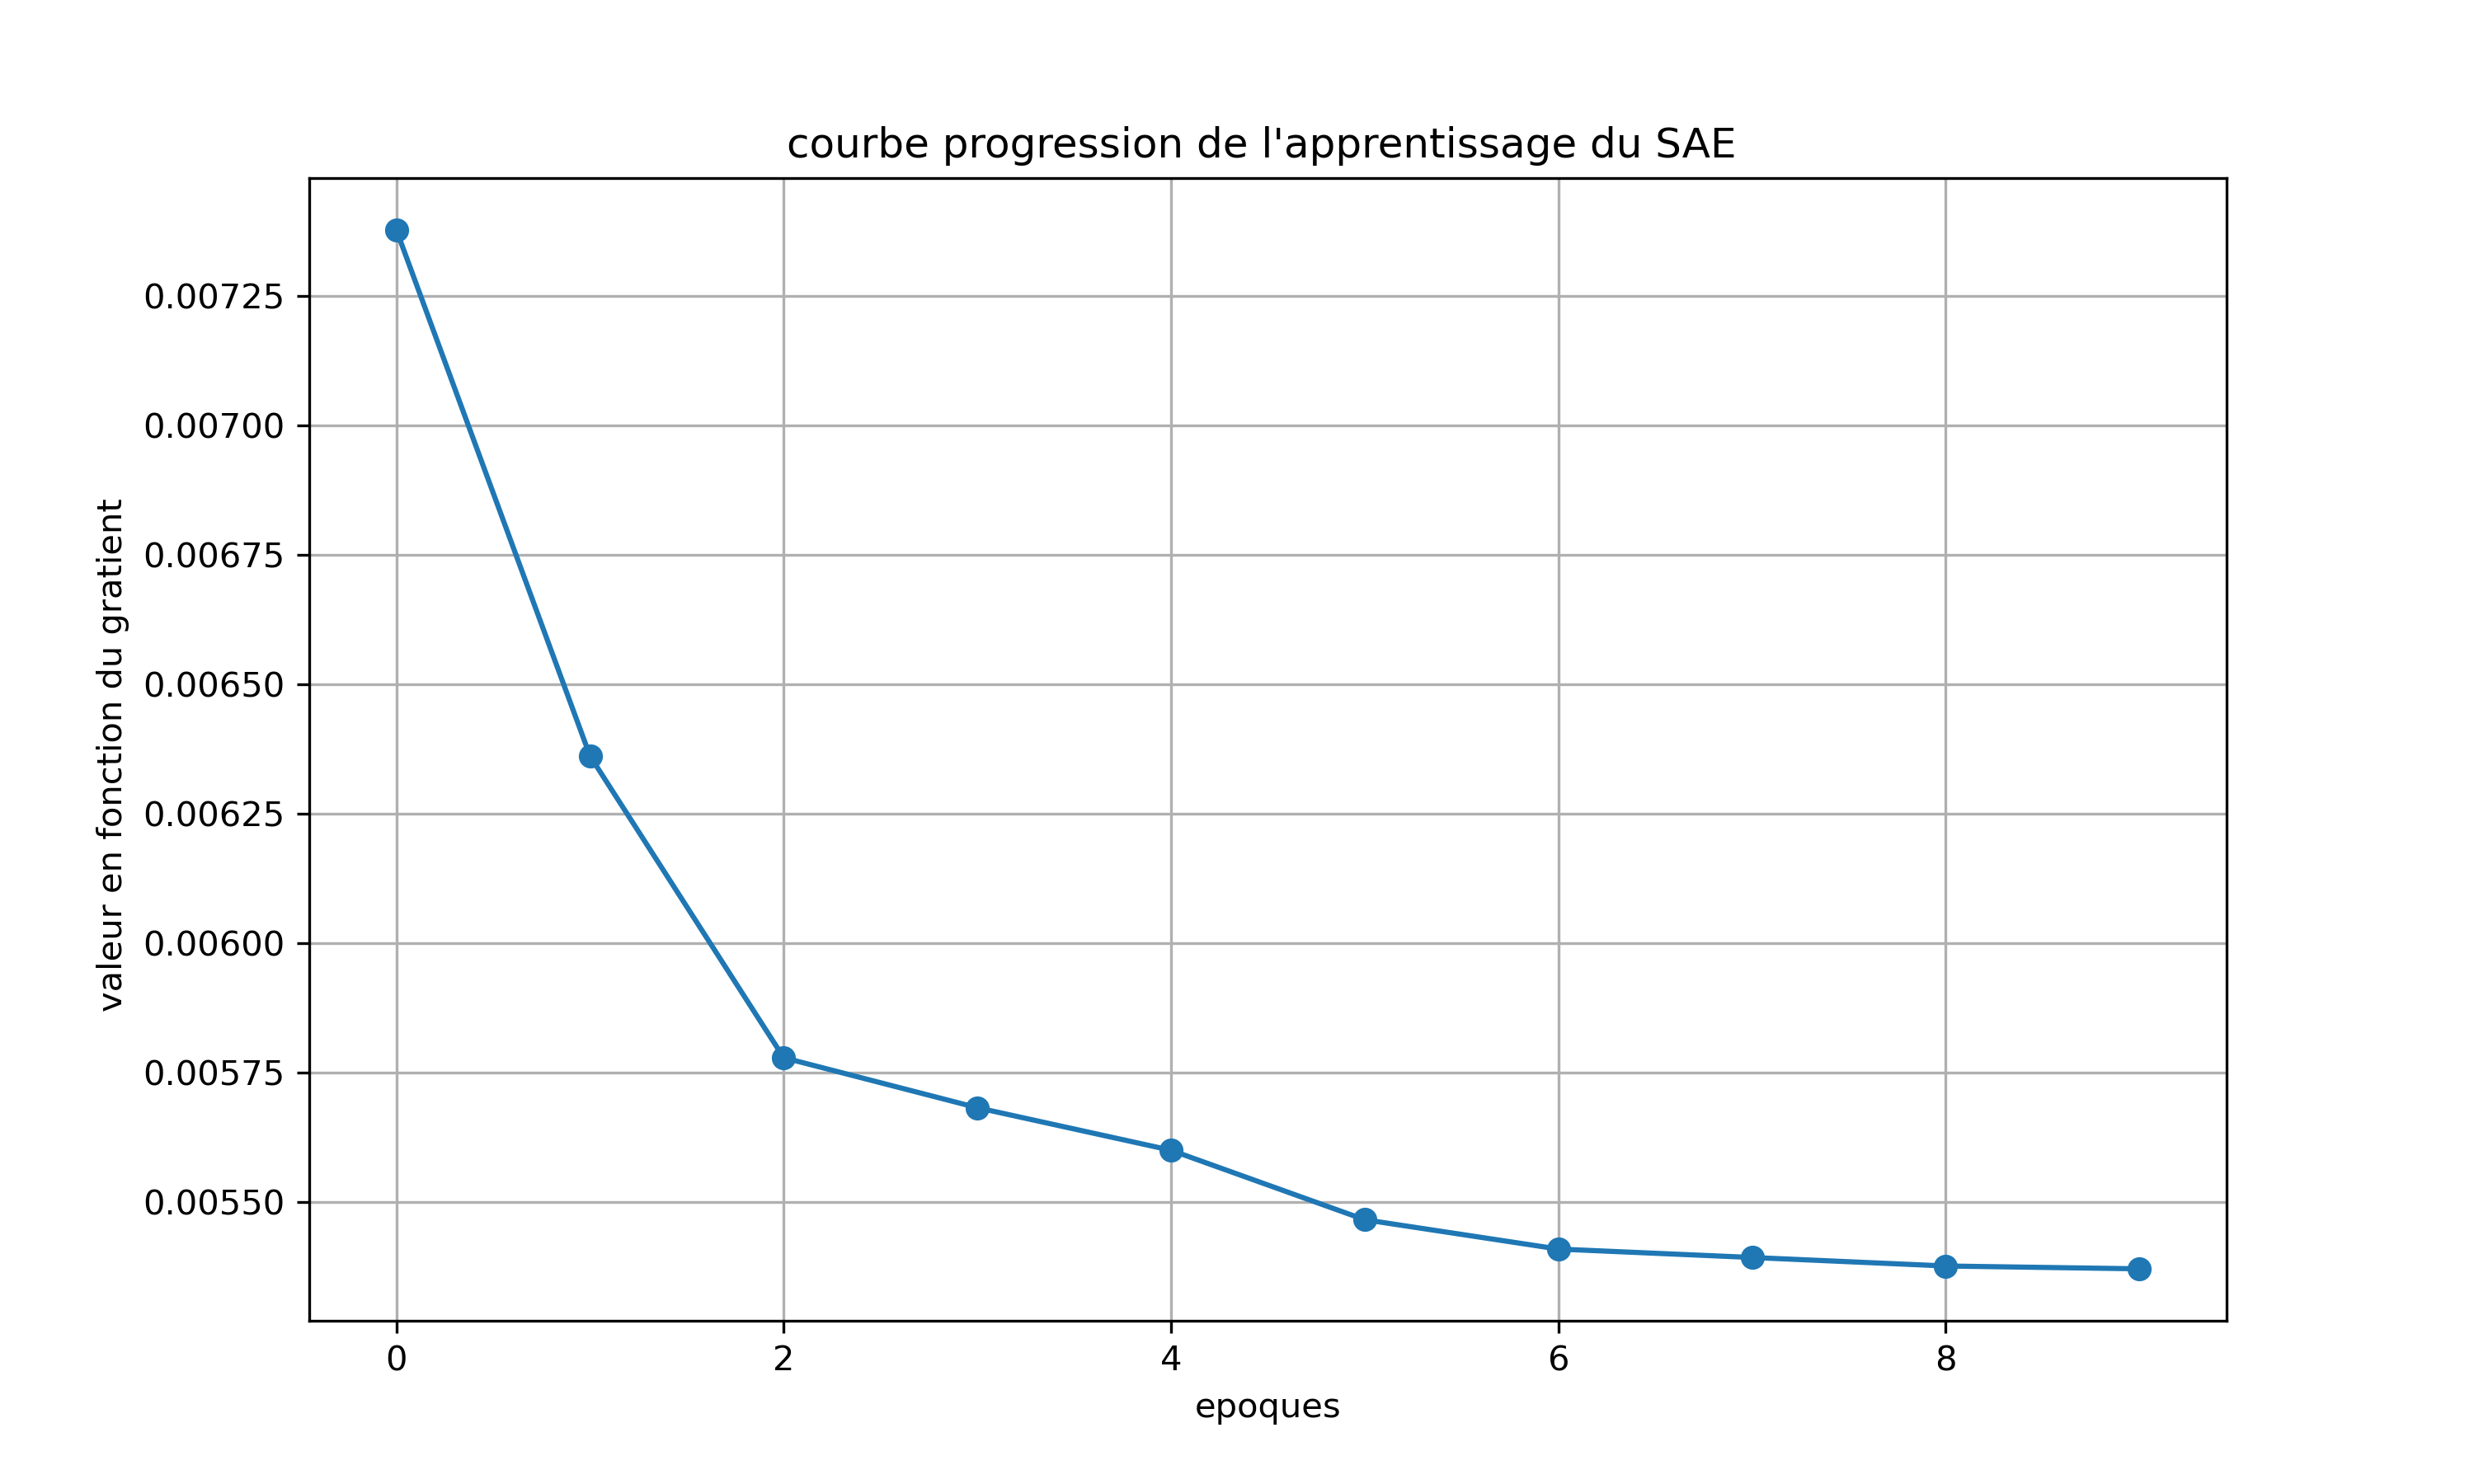 courbe progression de l'apprentissage du SAE
valeur en fonction du gratient
0.00725
0.00700
0.00675
0.00650
0.00625
0.00600
0.00575
0.00550
0 2 4 6 8
epoques